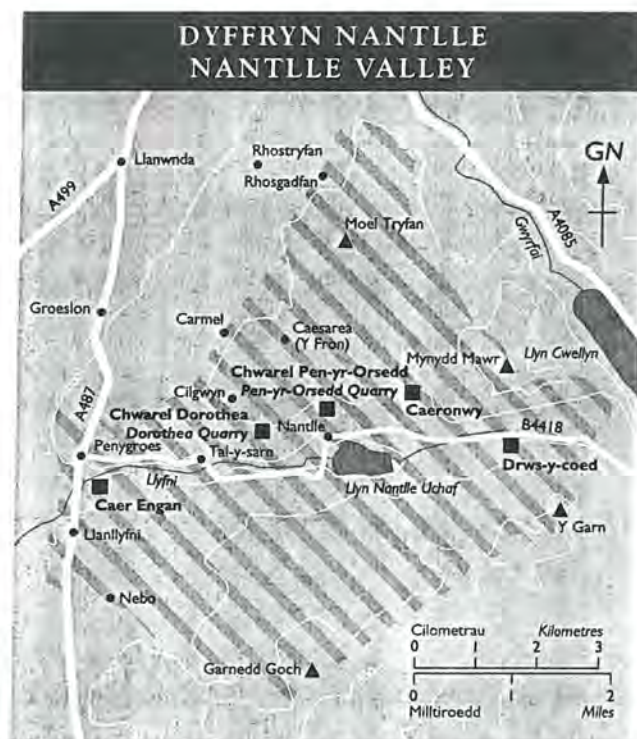 DYFFRYN NANTLLE
NANTLLE VALLEY
Llanwnda
Rhostryfan
Rhosgadfan
GN
A499
Moel Tryfan
Gwyrfai
A4085
Groeslon
Carmel
Caesarea
(Y Fron)
Mynydd Mawr
Llyn Cwellyn
Chwarel Pen-yr-Orsedd
Pen-yr-Orsedd Quarry
Cilgwyn
Caeronwy
A487
Chwarel Dorothea
Dorothea Quarry
Nantlle
B4418
Penygroes
Tal-y-sarn
Drws-y-coed
Llyfni
Llyn Nantlle Uchaf
Caer Engan
Y Garn
Llanllyfni
Nebo
Garnedd Goch
Cilometrau Kilometres
0 1 2 3
0 1 2
Milltiroedd Miles